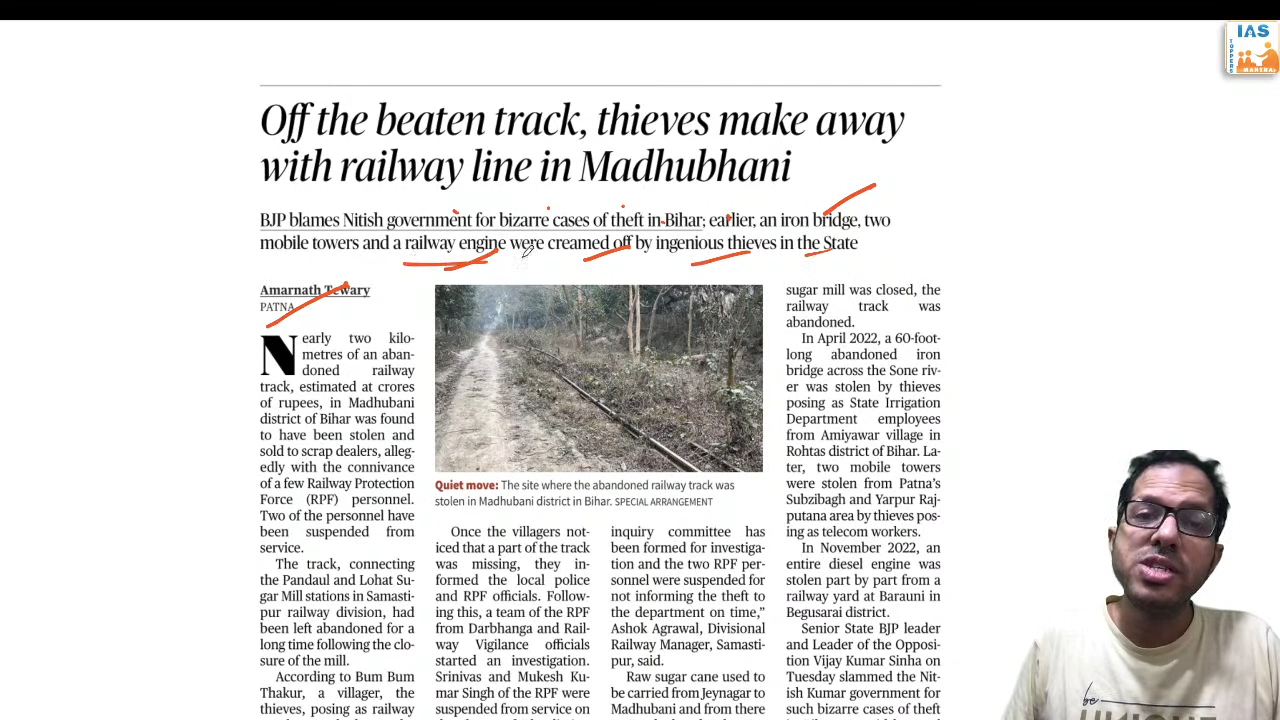 IAS
TOPPERS
MANTRA
Off the beaten track, thieves make away
with railway line in Madhubhani
BJP blames Nitish government for bizarre cases of theft in Bihar; earlier, an iron bridge, two
mobile towers and a railway engine were creamed off by ingenious thieves in the State
Amarnath Tewary
PATNA
Nearly two kilo-
metres of an aban-
doned railway
track, estimated at crores
of rupees, in Madhubani
district of Bihar was found
to have been stolen and
sold to scrap dealers, alleg-
edly with the connivance
of a few Railway Protection
Force (RPF) personnel.
Two of the personnel have
been suspended from
service.
The track, connecting
the Pandaul and Lohat Su-
gar Mill stations in Samasti-
pur railway division, had
been left abandoned for a
long time following the clo-
sure of the mill.
According to Bum Bum
Thakur, a villager, the
thieves, posing as railway
Quiet move: The site where the abandoned railway track was
stolen in Madhubani district in Bihar. SPECIAL ARRANGEMENT
Once the villagers not-
iced that a part of the track
was missing, they in-
formed the local police
and RPF officials. Follow-
ing this, a team of the RPF
from Darbhanga and Rail-
way Vigilance officials
started an investigation.
Srinivas and Mukesh Ku-
mar Singh of the RPF were
suspended from service on
inquiry committee has
been formed for investiga-
tion and the two RPF per-
sonnel were suspended for
not informing the theft to
the department on time,”
Ashok Agrawal, Divisional
Railway Manager, Samasti-
pur, said.
Raw sugar cane used to
be carried from Jeynagar to
Madhubani and from there
sugar mill was closed, the
railway track was
abandoned.
In April 2022, a 60-foot-
long abandoned iron
bridge across the Sone riv-
er was stolen by thieves
posing as State Irrigation
Department employees
from Amiyawar village in
Rohtas district of Bihar. La-
ter, two mobile towers
were stolen from Patna’s
Subzibagh and Yarpur Raj-
putana area by thieves pos-
ing as telecom workers.
In November 2022, an
entire diesel engine was
stolen part by part from a
railway yard at Barauni in
Begusarai district.
Senior State BJP leader
and Leader of the Opposi-
tion Vijay Kumar Sinha on
Tuesday slammed the Nit-
ish Kumar government for
such bizarre cases of theft
be